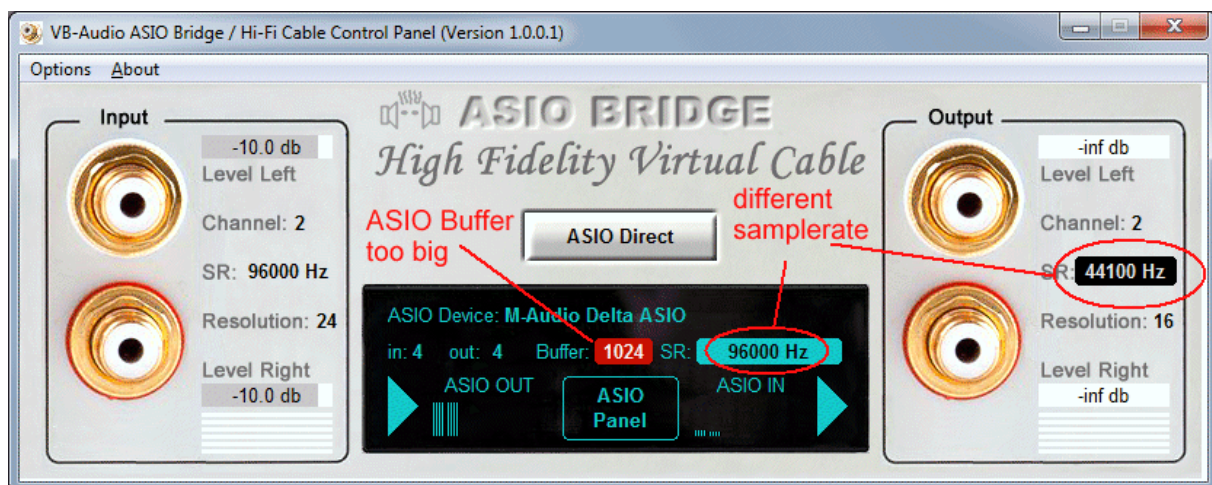 VB-Audio ASIO Bridge / Hi-Fi Cable Control Panel (Version 1.0.0.1)
Options About
Input
-10.0 db
Level Left
Channel: 2
SR: 96000 Hz
Resolution: 24
Level Right
-10.0 db
ASIO BRIDGE
High Fidelity Virtual Cable
ASIO Buffer
too big
different
samplerate
ASIO Direct
ASIO Device: M-Audio Delta ASIO
in: 4 out: 4 Buffer: 1024 SR: 96000 Hz
ASIO OUT
ASIO
Panel
ASIO IN
Output
-inf db
Level Left
Channel: 2
SR: 44100 Hz
Resolution: 16
Level Right
-inf db